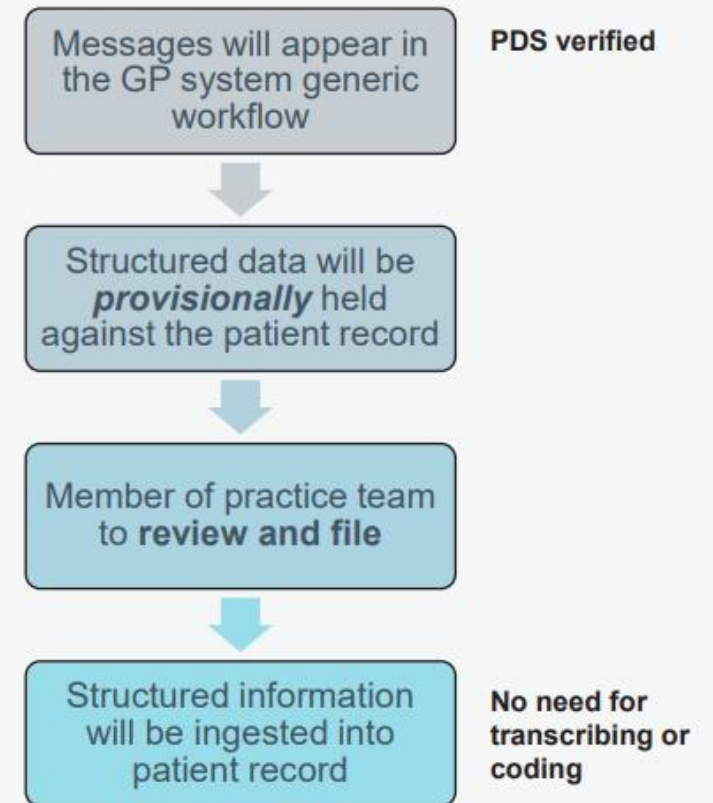 Messages will appear in
the GP system generic
workflow
PDS verified
Structured data will be
provisionally held
against the patient record
Member of practice team
to review and file
Structured information
will be ingested into
patient record
No need for
transcribing or
coding